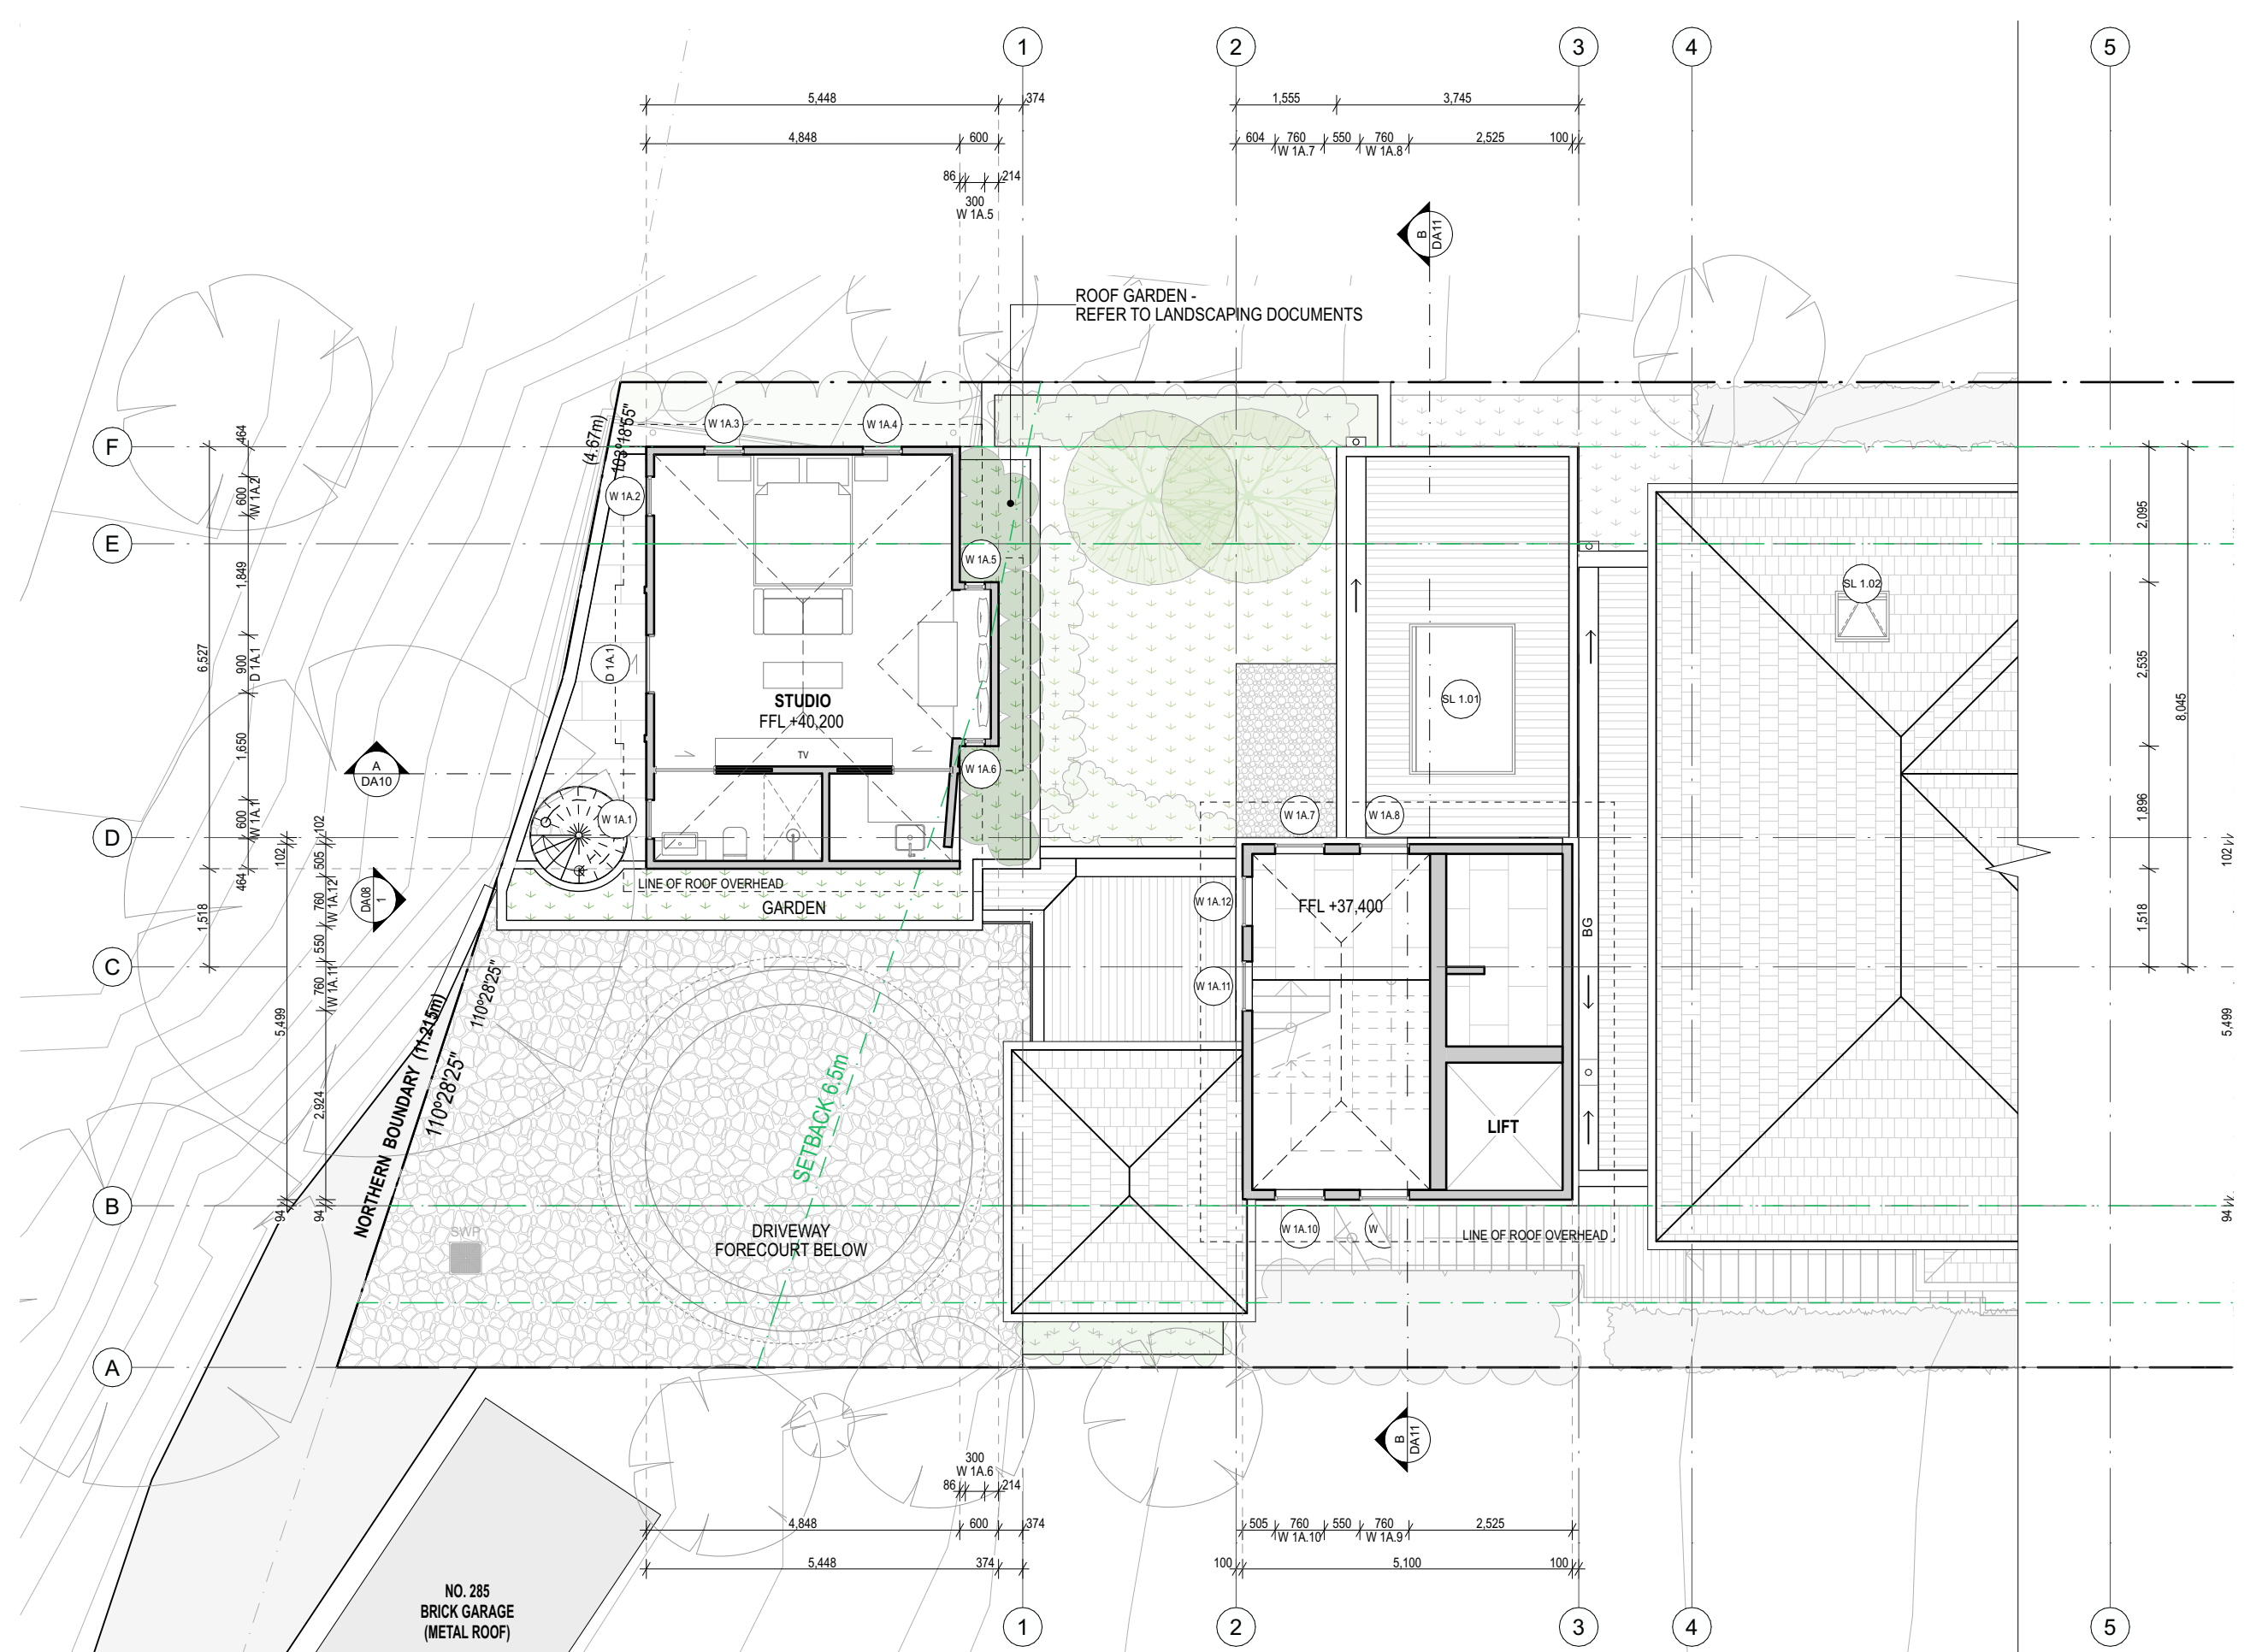 1
2
3
4
5
5,448
374
1,555
3,745
4,848
600
604
760
550
760
2,525
100
W 1A.7
W 1A.8
86
214
300
W 1A.5
B
DA11
ROOF GARDEN -
REFER TO LANDSCAPING DOCUMENTS
F
E
D
C
B
A
464
600
W 1A.2
1,849
900
D 1A.1
1,650
600
W 1A.1
464
6,527
1,518
102
5,499
94
102
505
760
W 1A.12
550
760
W 1A.11
2,924
94
(4.67m)
103°18'55"
W 1A.3
W 1A.4
W 1A.2
W 1A.5
D 1A.1
STUDIO
FFL +40,200
TV
W 1A.6
W 1A.1
A
DA10
DA08
1
LINE OF ROOF OVERHEAD
GARDEN
SL 1.01
SL 1.02
W 1A.7
W 1A.8
W 1A.12
FFL +37,400
W 1A.11
BG
LIFT
110°28'25"
NORTHERN BOUNDARY (11.215m)
110°28'25"
SETBACK 6.5m
SWP
DRIVEWAY
FORECOURT BELOW
W 1A.10
W
LINE OF ROOF OVERHEAD
2,095
2,535
1,896
1,518
8,045
102
5,499
94
B
DA11
300
W 1A.6
86
214
4,848
600
374
5,448
374
505
760
550
760
2,525
W 1A.10
W 1A.9
100
5,100
100
NO. 285
BRICK GARAGE
(METAL ROOF)
1
2
3
4
5